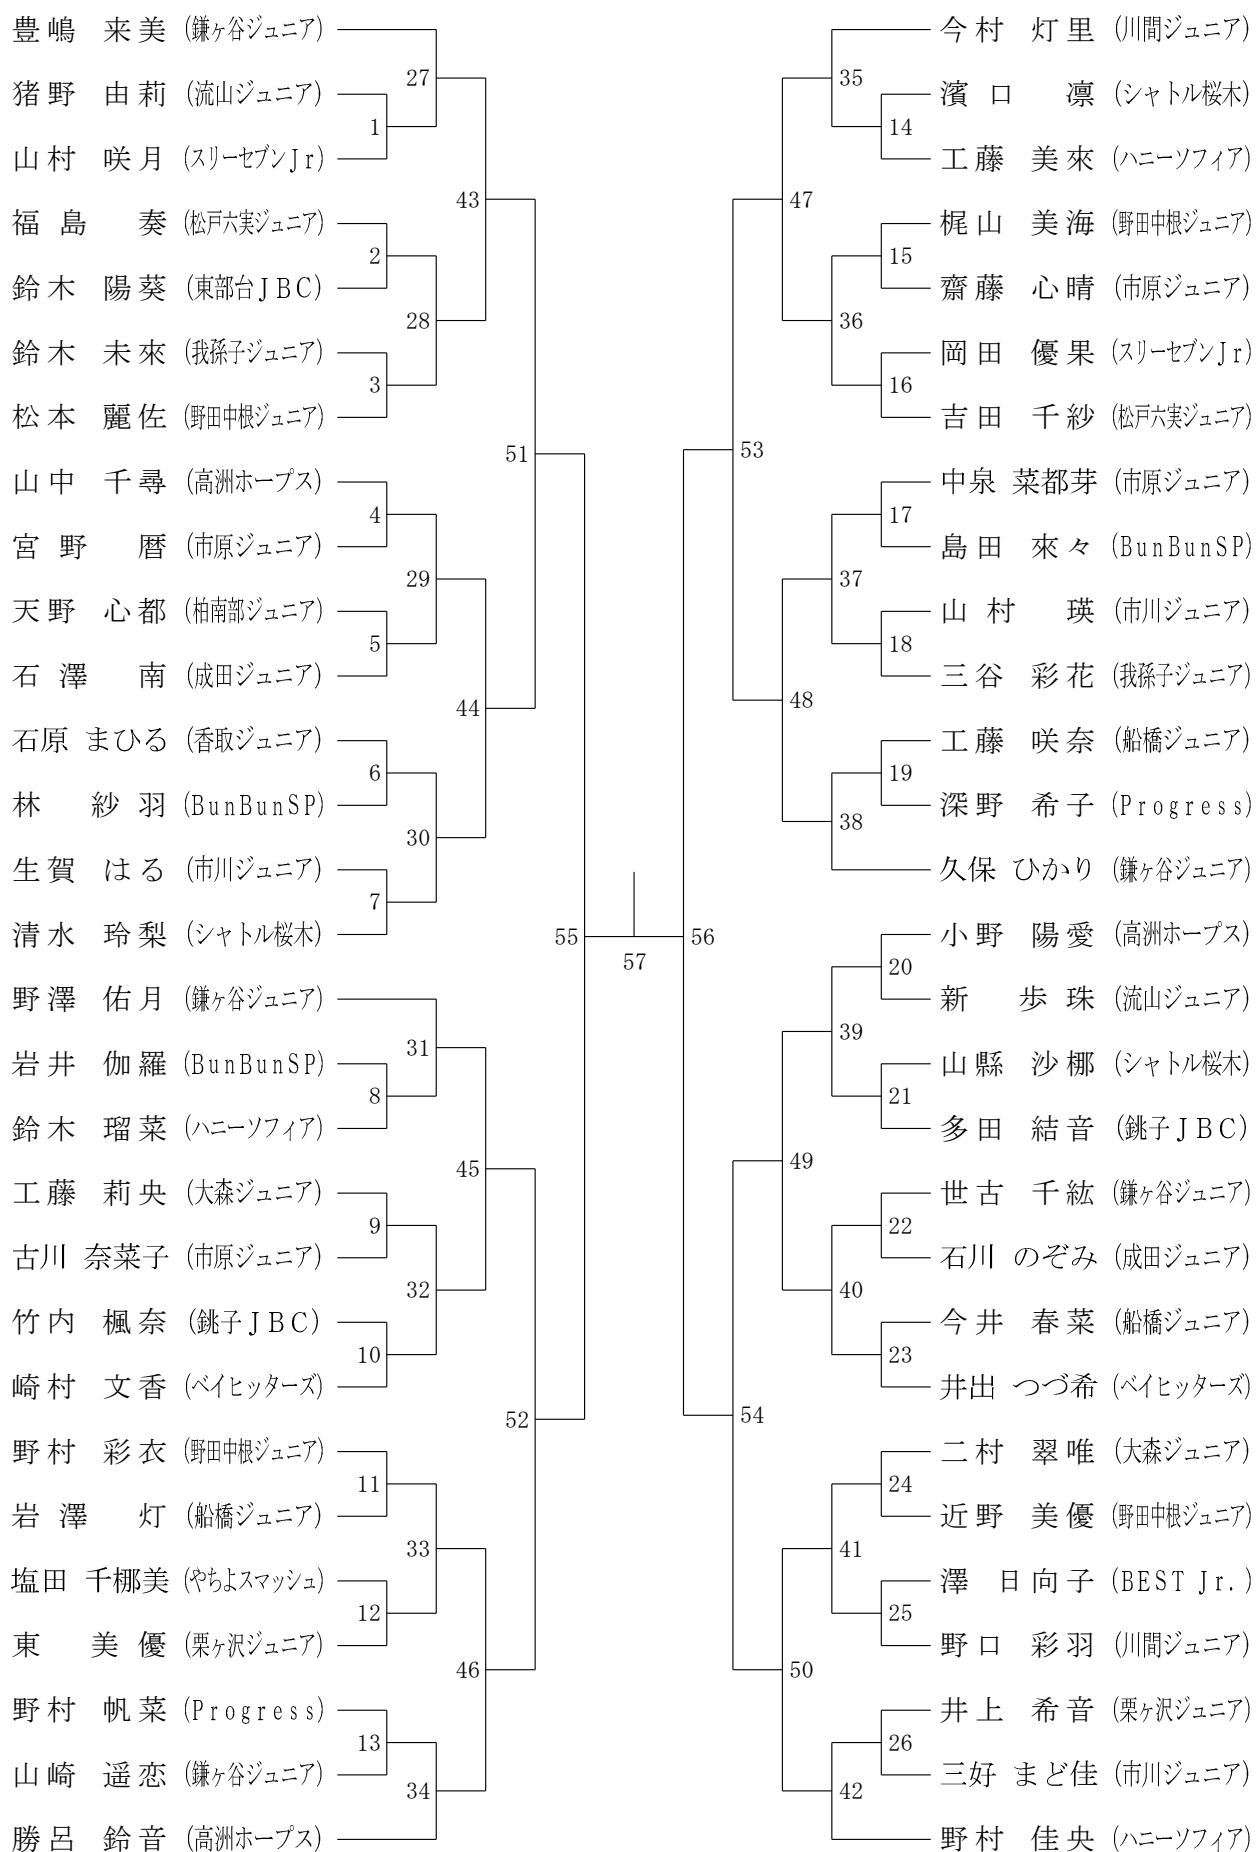 豊嶋 来美 (鎌ヶ谷ジュニア)
猪野 由莉 (流山ジュニア)
山村 咲月 (スリーセブンJr)
福島 奏 (松戸六実ジュニア)
鈴木 陽葵 (東部台JBC)
鈴木 未來 (我孫子ジュニア)
松本 麗佐 (野田中根ジュニア)
山中 千尋 (高洲ホープス)
宮野 暦 (市原ジュニア)
天野 心都 (柏南部ジュニア)
石澤 南 (成田ジュニア)
石原 まひる (香取ジュニア)
林 紗羽 (BunBunSP)
生賀 はる (市川ジュニア)
清水 玲梨 (シャトル桜木)
野澤 佑月 (鎌ヶ谷ジュニア)
岩井 伽羅 (BunBunSP)
鈴木 瑠菜 (ハニーソフィア)
工藤 莉央 (大森ジュニア)
古川 奈菜子 (市原ジュニア)
竹内 楓奈 (銚子JBC)
崎村 文香 (ベイヒッターズ)
野村 彩衣 (野田中根ジュニア)
岩澤 灯 (船橋ジュニア)
塩田 千梛美 (やちよスマッシュ)
東 美優 (栗ヶ沢ジュニア)
野村 帆菜 (Progress)
山崎 遥恋 (鎌ヶ谷ジュニア)
勝呂 鈴音 (高洲ホープス)
1
2
3
4
5
6
7
8
9
10
11
12
13
27
28
29
30
31
32
33
34
43
44
45
46
51
52
55
57
56
53
54
47
48
49
50
35
36
37
38
39
40
41
42
14
15
16
17
18
19
20
21
22
23
24
25
26
今村 灯里 (川間ジュニア)
濱口 凛 (シャトル桜木)
工藤 美來 (ハニーソフィア)
梶山 美海 (野田中根ジュニア)
齋藤 心晴 (市原ジュニア)
岡田 優果 (スリーセブンJr)
吉田 千紗 (松戸六実ジュニア)
中泉 菜都芽 (市原ジュニア)
島田 來々 (BunBunSP)
山村 瑛 (市川ジュニア)
三谷 彩花 (我孫子ジュニア)
工藤 咲奈 (船橋ジュニア)
深野 希子 (Progress)
久保 ひかり (鎌ヶ谷ジュニア)
小野 陽愛 (高洲ホープス)
新 歩珠 (流山ジュニア)
山縣 沙梛 (シャトル桜木)
多田 結音 (銚子JBC)
世古 千紘 (鎌ヶ谷ジュニア)
石川 のぞみ (成田ジュニア)
今井 春菜 (船橋ジュニア)
井出 つづ希 (ベイヒッターズ)
二村 翠唯 (大森ジュニア)
近野 美優 (野田中根ジュニア)
澤 日向子 (BEST Jr.)
野口 彩羽 (川間ジュニア)
井上 希音 (栗ヶ沢ジュニア)
三好 まど佳 (市川ジュニア)
野村 佳央 (ハニーソフィア)